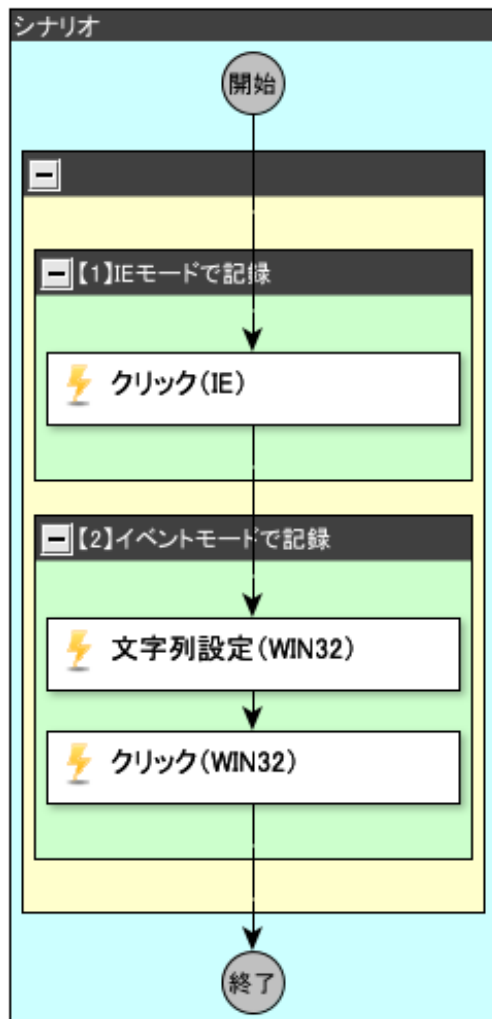 シナリオ
開始
【1】IEモードで記録
クリック(IE)
【2】イベントモードで記録
文字列設定(WIN32)
クリック(WIN32)
終了